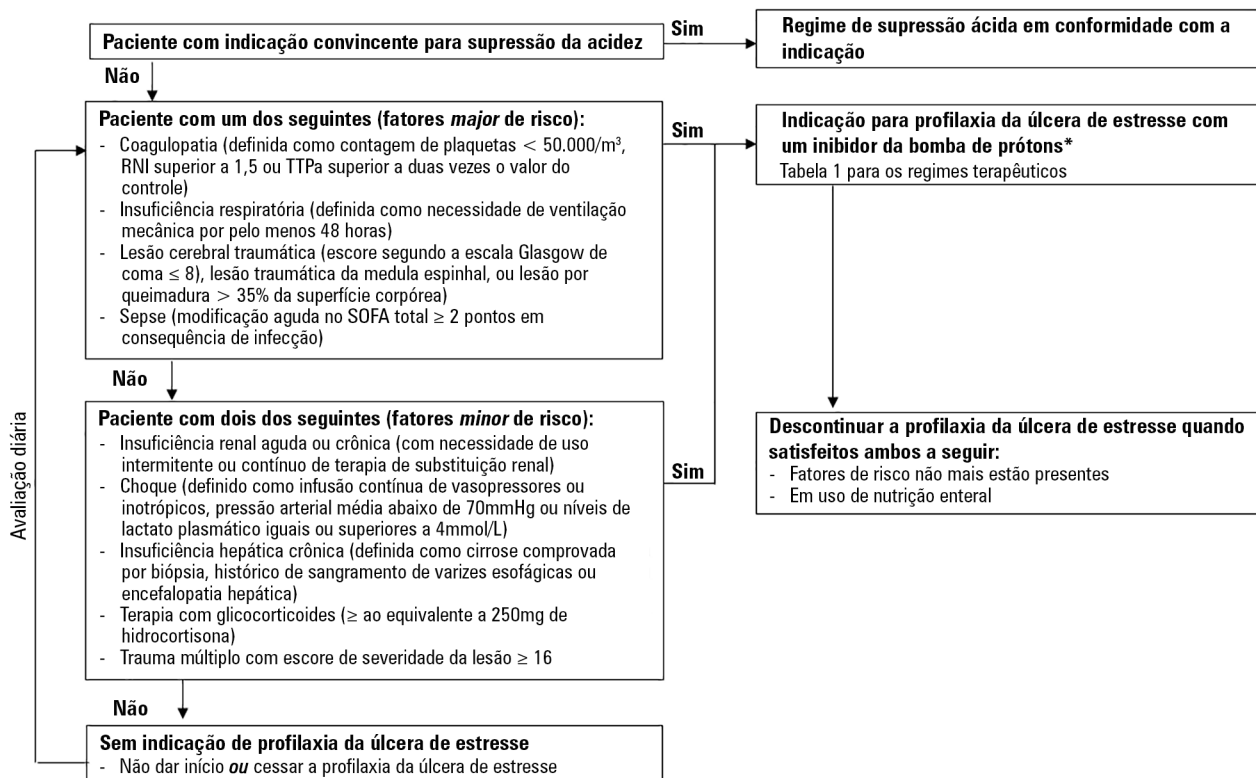 Paciente com indicação convincente para supressão da acidez
Sim
Regime de supressão ácida em conformidade com a
indicação
Não
Paciente com um dos seguintes (fatores major de risco):
- Coagulopatia (definida como contagem de plaquetas < 50.000/m³,
RNI superior a 1,5 ou TTPa superior a duas vezes o valor do
controle)
- Insuficiência respiratória (definida como necessidade de ventilação
mecânica por pelo menos 48 horas)
- Lesão cerebral traumática (escore segundo a escala Glasgow de
coma ≤ 8), lesão traumática da medula espinhal, ou lesão por
queimadura > 35% da superfície corpórea)
- Sepse (modificação aguda no SOFA total ≥ 2 pontos em
consequência de infecção)
Sim
Indicação para profilaxia da úlcera de estresse com
um inibidor da bomba de prótons*
Tabela 1 para os regimes terapêuticos
Não
Paciente com dois dos seguintes (fatores minor de risco):
- Insuficiência renal aguda ou crônica (com necessidade de uso
intermitente ou contínuo de terapia de substituição renal)
- Choque (definido como infusão contínua de vasopressores ou
inotrópicos, pressão arterial média abaixo de 70mmHg ou níveis de
lactato plasmático iguais ou superiores a 4mmol/L)
- Insuficiência hepática crônica (definida como cirrose comprovada
por biópsia, histórico de sangramento de varizes esofágicas ou
encefalopatia hepática)
- Terapia com glicocorticoides (≥ ao equivalente a 250mg de
hidrocortisona)
- Trauma múltiplo com escore de severidade da lesão ≥ 16
Sim
Descontinuar a profilaxia da úlcera de estresse quando
satisfeitos ambos a seguir:
- Fatores de risco não mais estão presentes
- Em uso de nutrição enteral
Avaliação diária
Não
Sem indicação de profilaxia da úlcera de estresse
- Não dar início ou cessar a profilaxia da úlcera de estresse